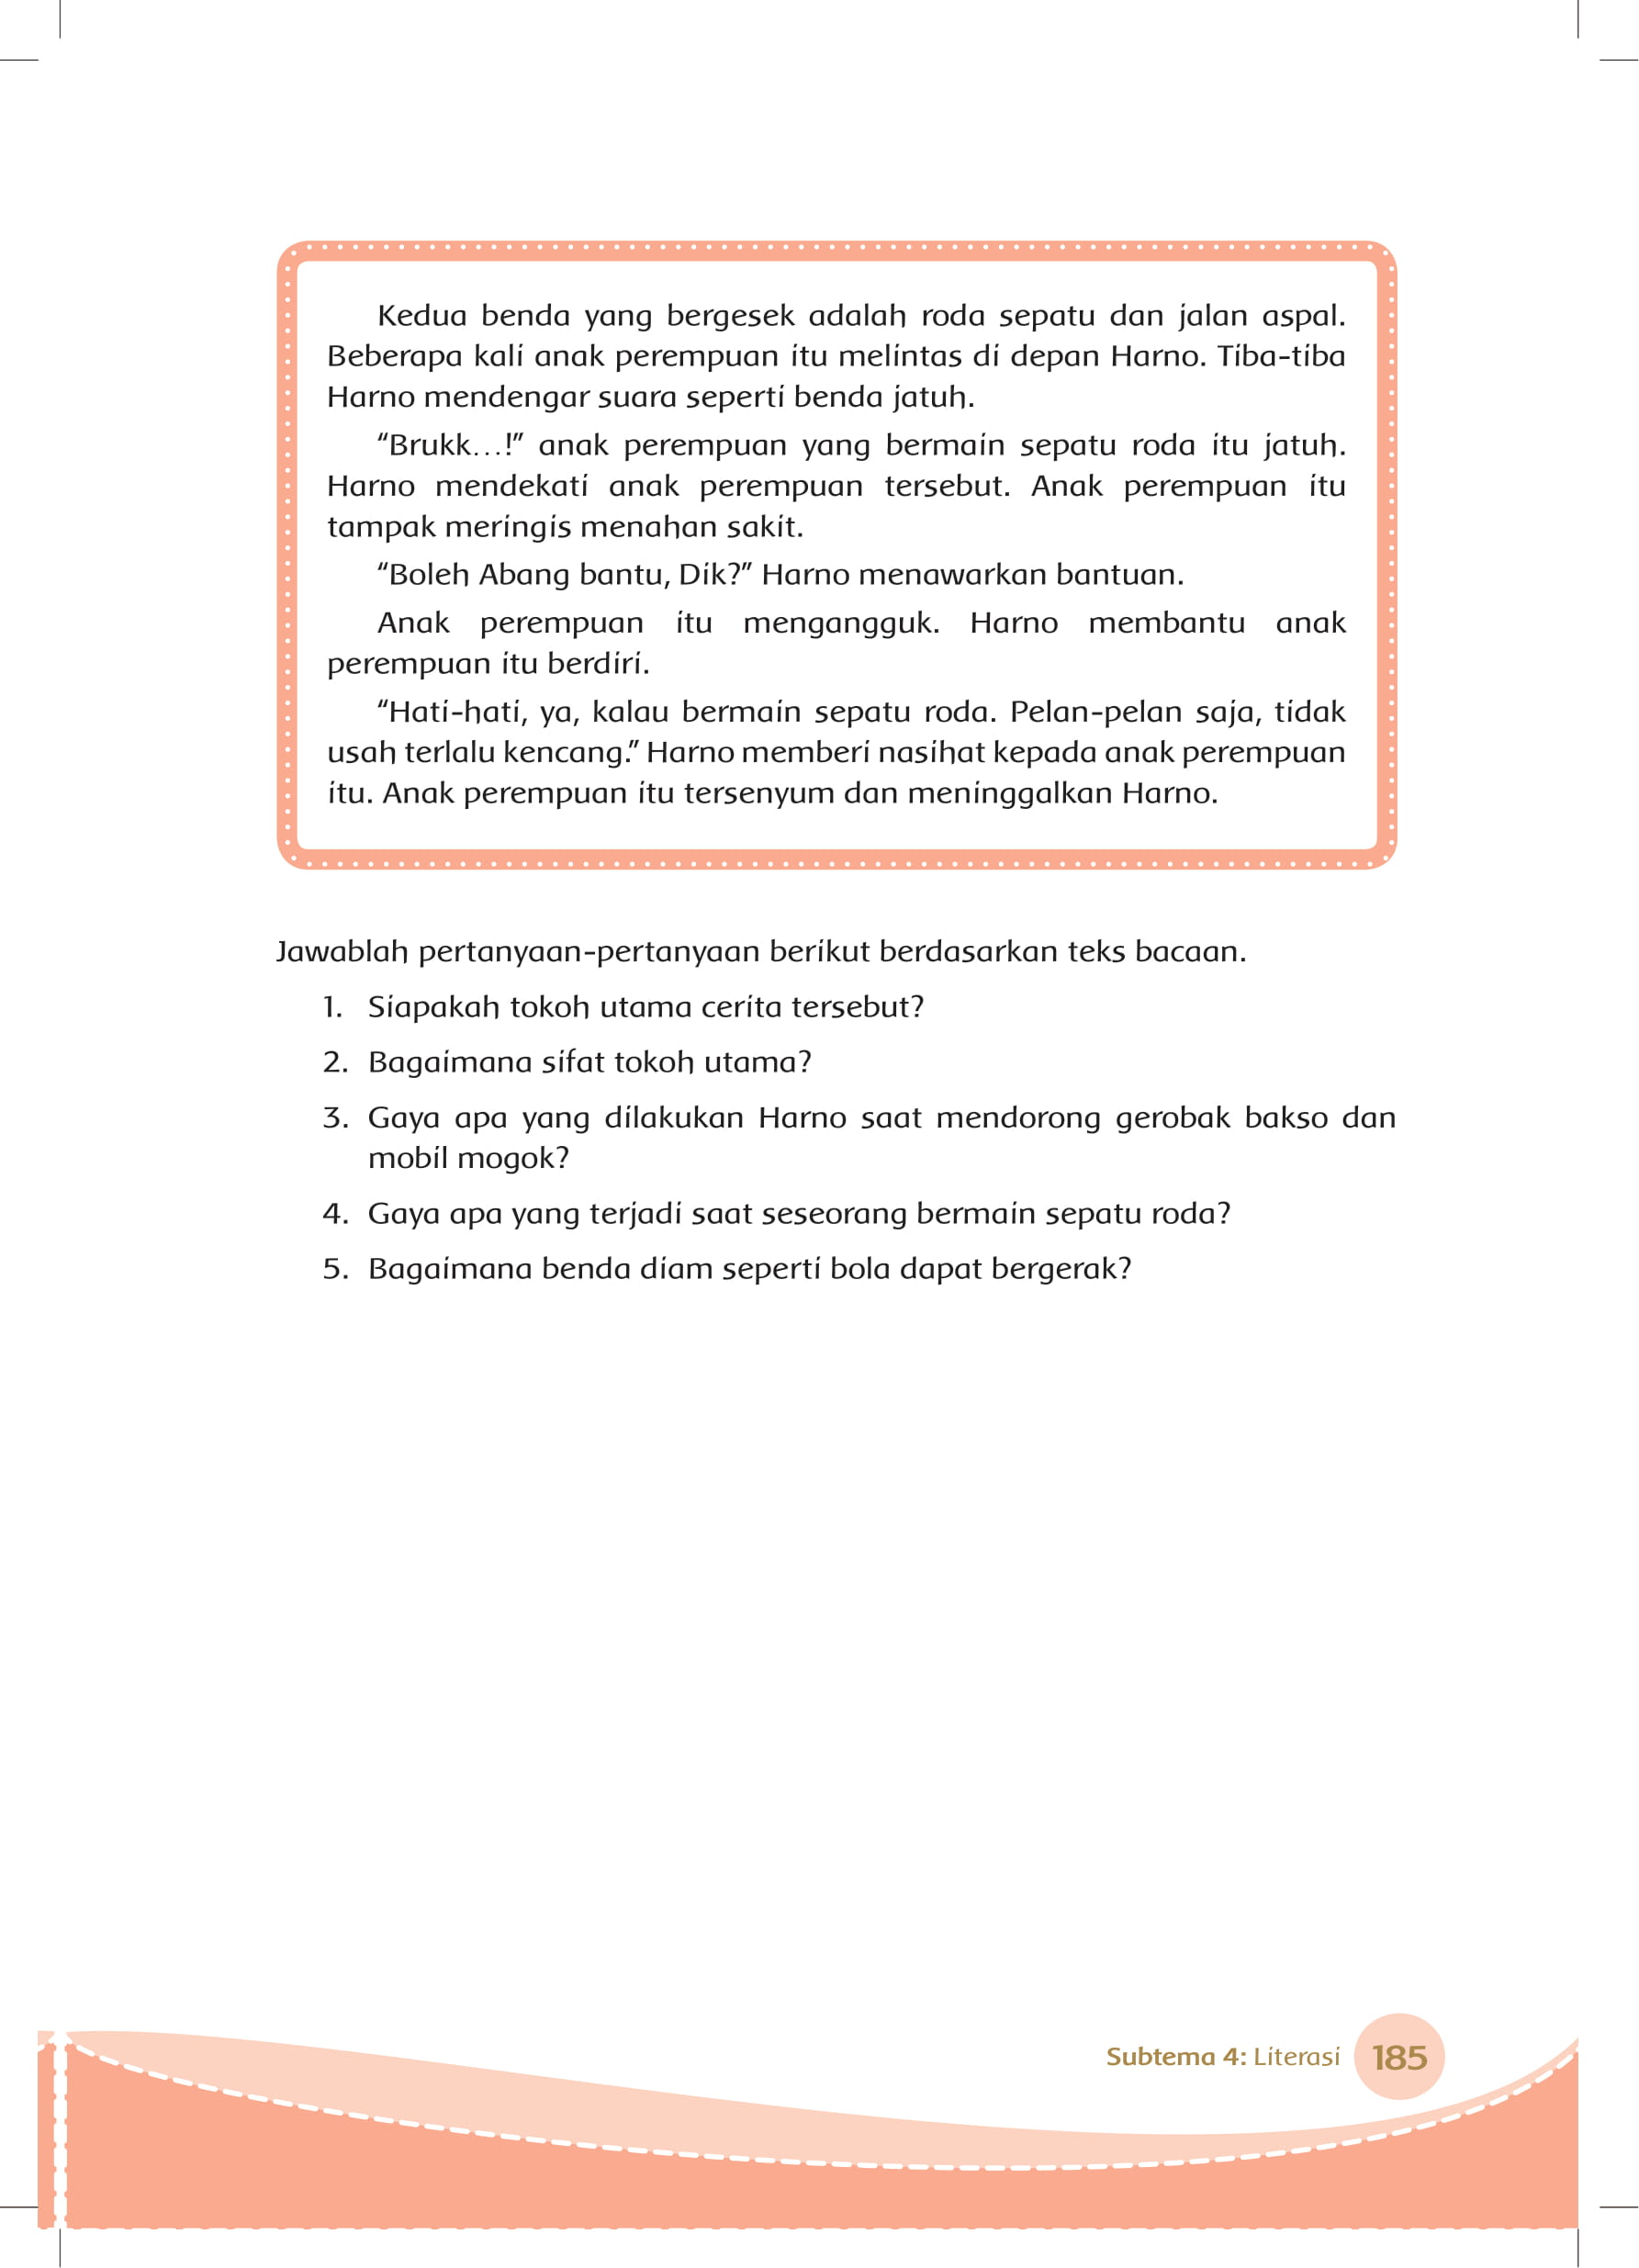 Kedua benda yang bergesek adalah roda sepatu dan jalan aspal.
Beberapa kali anak perempuan itu melintas di depan Harno. Tiba-tiba
Harno mendengar suara seperti benda jatuh.
“Brukk...!” anak perempuan yang bermain sepatu roda itu jatuh.
Harno mendekati anak perempuan tersebut. Anak perempuan itu
tampak meringis menahan sakit.
“Boleh Abang bantu, Dik?” Harno menawarkan bantuan.
Anak perempuan itu mengangguk. Harno membantu anak
perempuan itu berdiri.
“Hati-hati, ya, kalau bermain sepatu roda. Pelan-pelan saja, tidak
usah terlalu kencang.” Harno memberi nasihat kepada anak perempuan
itu. Anak perempuan itu tersenyum dan meninggalkan Harno.
Jawablah pertanyaan-pertanyaan berikut berdasarkan teks bacaan.
1. Siapakah tokoh utama cerita tersebut?
2. Bagaimana sifat tokoh utama?
3. Gaya apa yang dilakukan Harno saat mendorong gerobak bakso dan
mobil mogok?
4. Gaya apa yang terjadi saat seseorang bermain sepatu roda?
5. Bagaimana benda diam seperti bola dapat bergerak?
Subtema 4: Literasi 185